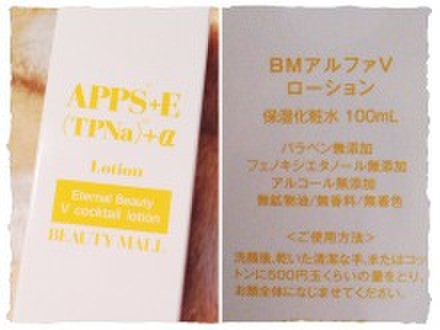 APPS+E
(TPNa)+α
Lotion
Eternal Beauty
V cocktail lotion
BEAUTY MALL
BMアルファV
ローション
保湿化粧水 100mL
パラベン無添加
フェノキシエタノール無添加
アルコール無添加
無鉱物油/無香料/無着色
<ご使用方法>
洗顔後、乾いた清潔な手、またはコッ
トンに500円玉くらいの量をとり、
お顔全体になじませてください。